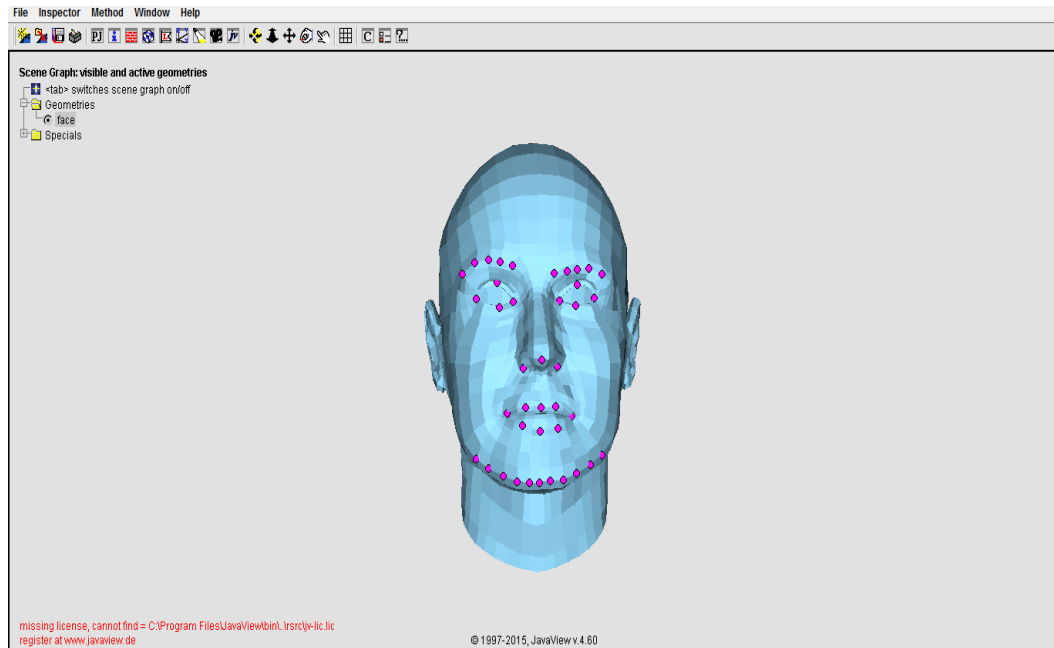 File Inspector Method Window Help
PJ i jv C ?...
Scene Graph: visible and active geometries
<tab> switches scene graph on/off
Geometries
face
Specials
missing license, cannot find = C:\Program Files\JavaView\bin\..\rsrc\jv-lic.lic
register at www.javaview.de
© 1997-2015, JavaView v.4.60